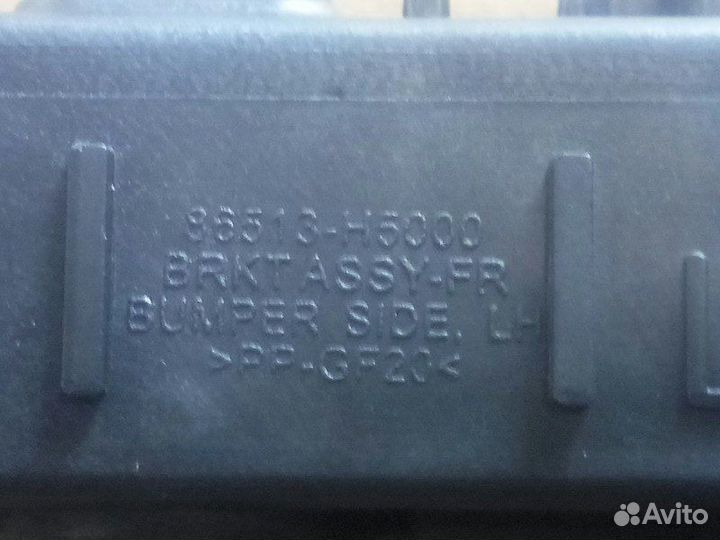 86513-H5000
BRKT ASSY-FR
BUMPER SIDE, LH
>PP-GF20<
Avito